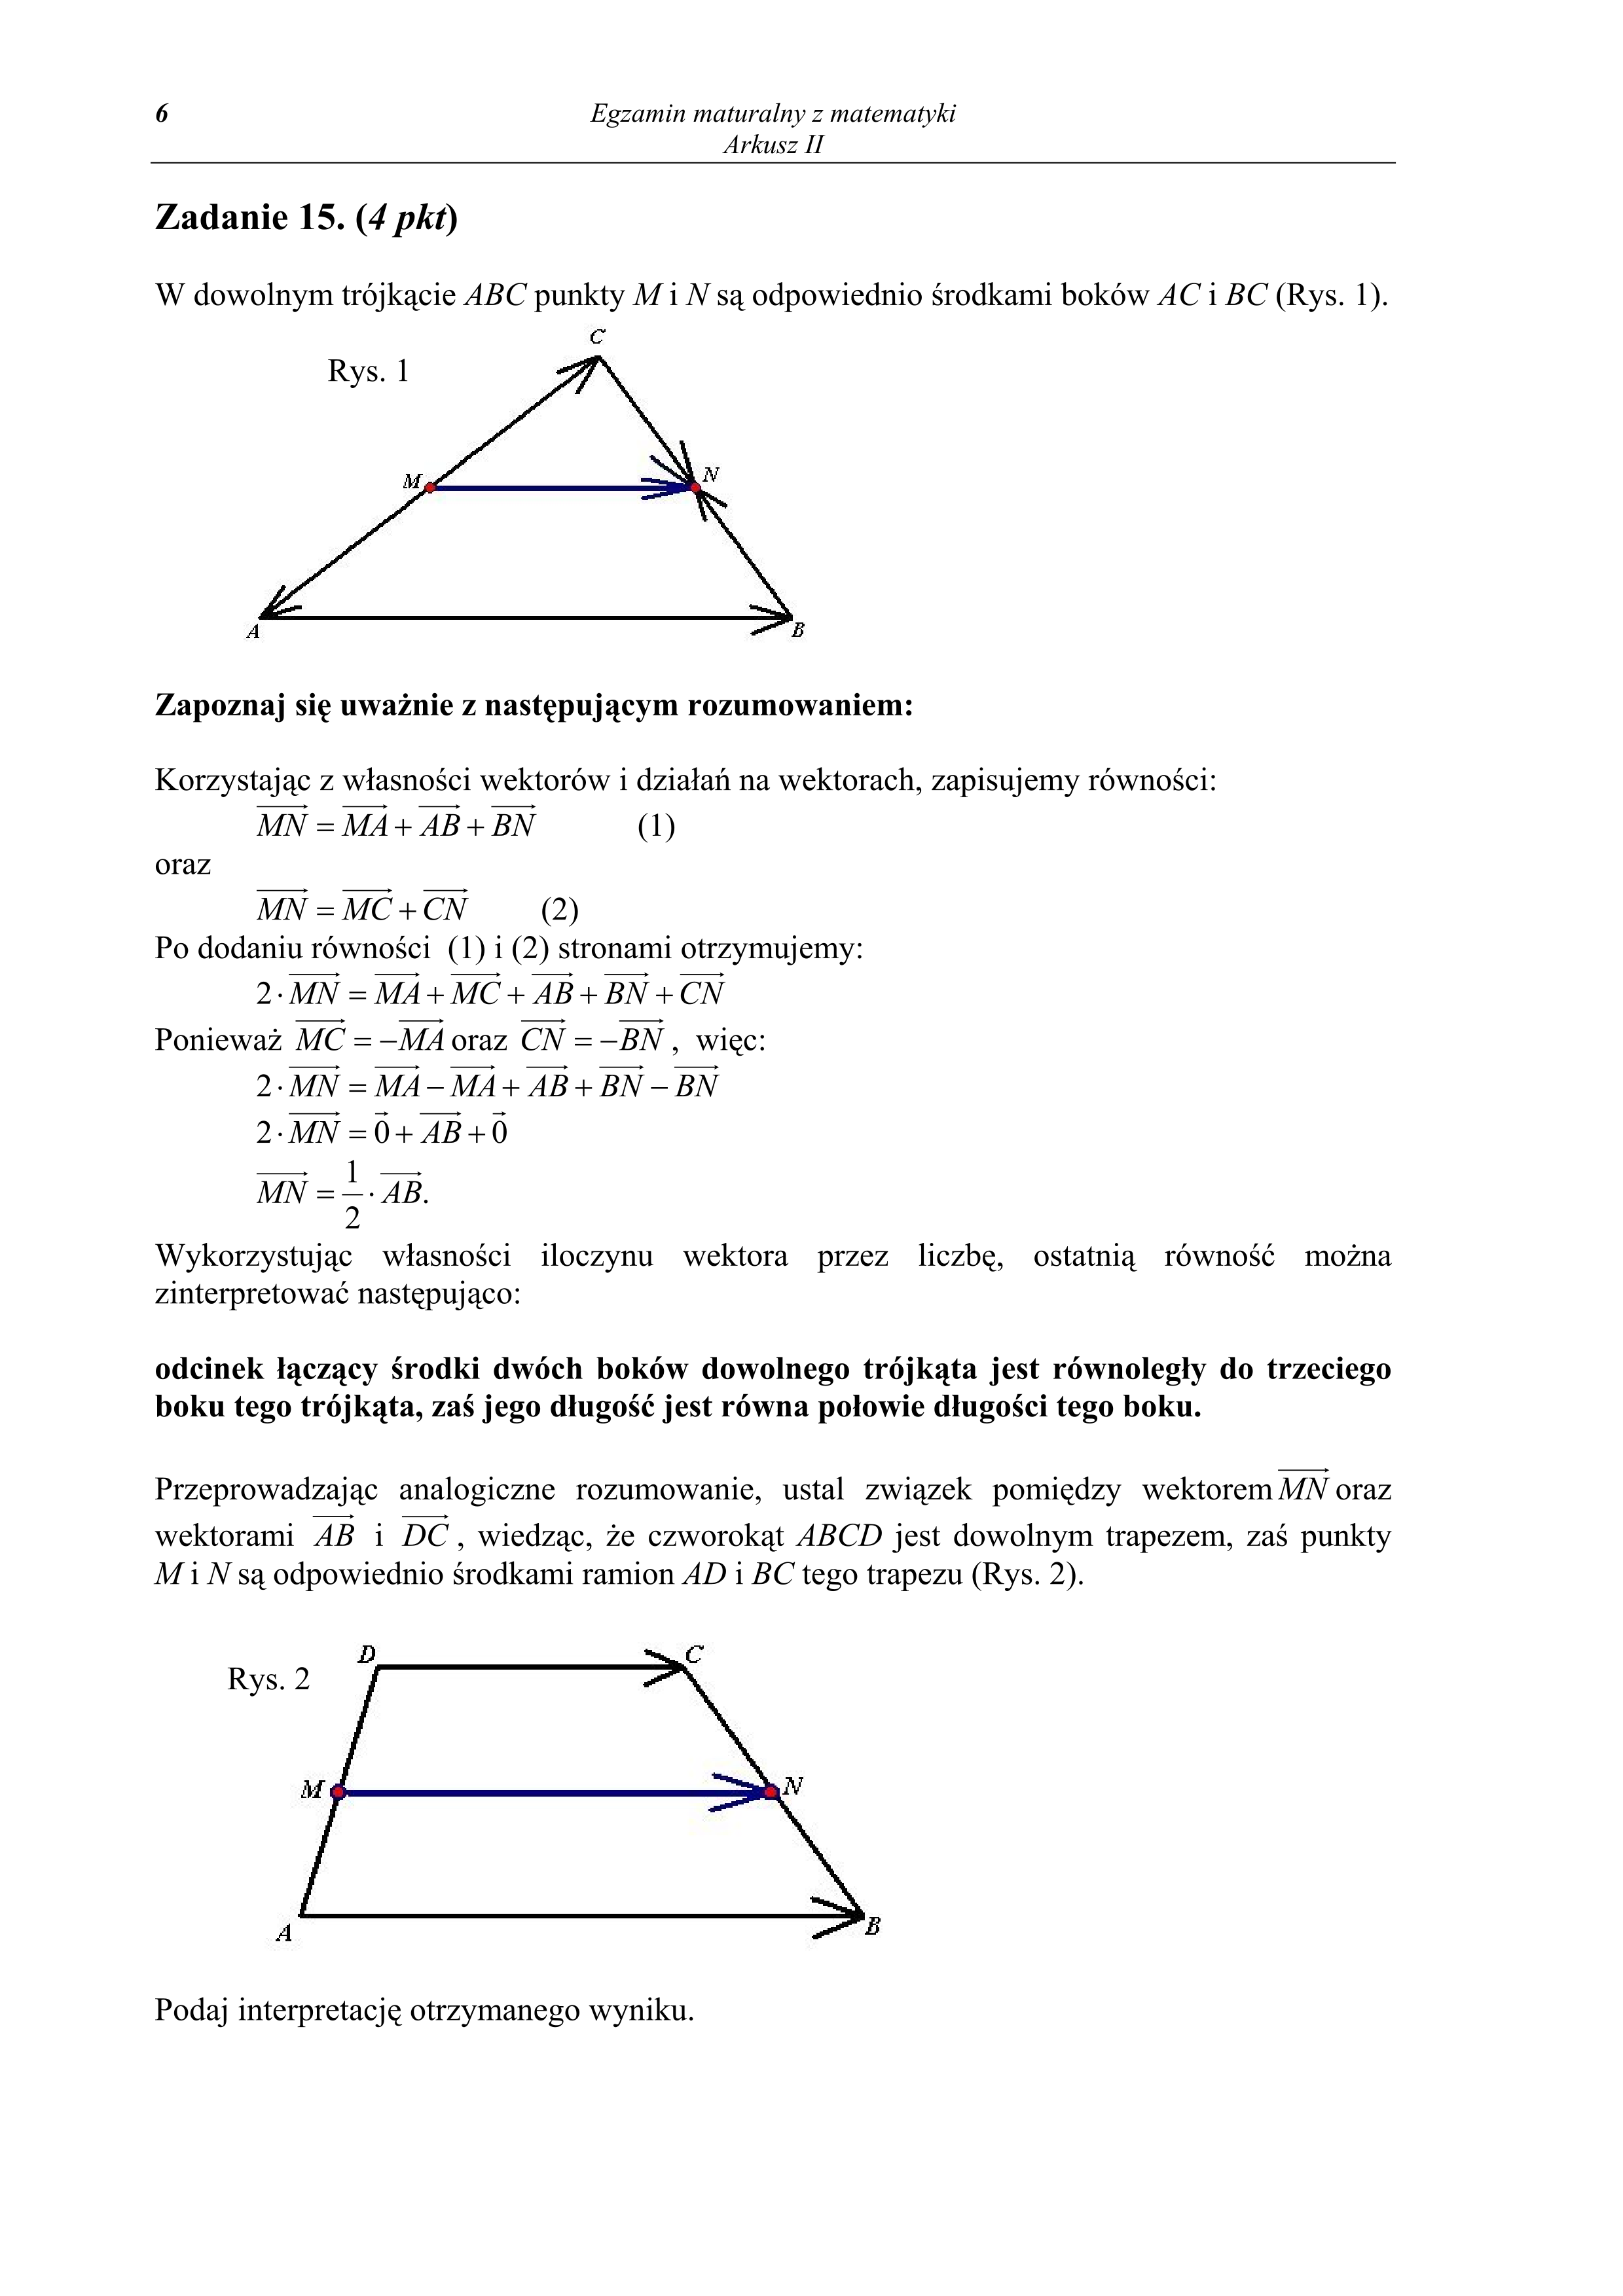 6
Egzamin maturalny z matematyki
Arkusz II
Zadanie 15. (4 pkt)
W dowolnym trójkącie ABC punkty M i N są odpowiednio środkami boków AC i BC (Rys. 1).
Rys. 1
C
M
N
A
B
Zapoznaj się uważnie z następującym rozumowaniem:
Korzystając z własności wektorów i działań na wektorach, zapisujemy równości:
$\overrightarrow{MN} = \overrightarrow{MA} + \overrightarrow{AB} + \overrightarrow{BN}$ (1)
oraz
$\overrightarrow{MN} = \overrightarrow{MC} + \overrightarrow{CN}$ (2)
Po dodaniu równości (1) i (2) stronami otrzymujemy:
$2 \cdot \overrightarrow{MN} = \overrightarrow{MA} + \overrightarrow{MC} + \overrightarrow{AB} + \overrightarrow{BN} + \overrightarrow{CN}$
Ponieważ $\overrightarrow{MC} = -\overrightarrow{MA}$ oraz $\overrightarrow{CN} = -\overrightarrow{BN}$ , więc:
$2 \cdot \overrightarrow{MN} = \overrightarrow{MA} - \overrightarrow{MA} + \overrightarrow{AB} + \overrightarrow{BN} - \overrightarrow{BN}$
$2 \cdot \overrightarrow{MN} = \vec{0} + \overrightarrow{AB} + \vec{0}$
$\overrightarrow{MN} = \frac{1}{2} \cdot \overrightarrow{AB}.$
Wykorzystując własności iloczynu wektora przez liczbę, ostatnią równość można
zinterpretować następująco:
odcinek łączący środki dwóch boków dowolnego trójkąta jest równoległy do trzeciego
boku tego trójkąta, zaś jego długość jest równa połowie długości tego boku.
Przeprowadzając analogiczne rozumowanie, ustal związek pomiędzy wektorem $\overrightarrow{MN}$ oraz
wektorami $\overrightarrow{AB}$ i $\overrightarrow{DC}$ , wiedząc, że czworokąt ABCD jest dowolnym trapezem, zaś punkty
M i N są odpowiednio środkami ramion AD i BC tego trapezu (Rys. 2).
D
C
Rys. 2
M
N
A
B
Podaj interpretację otrzymanego wyniku.